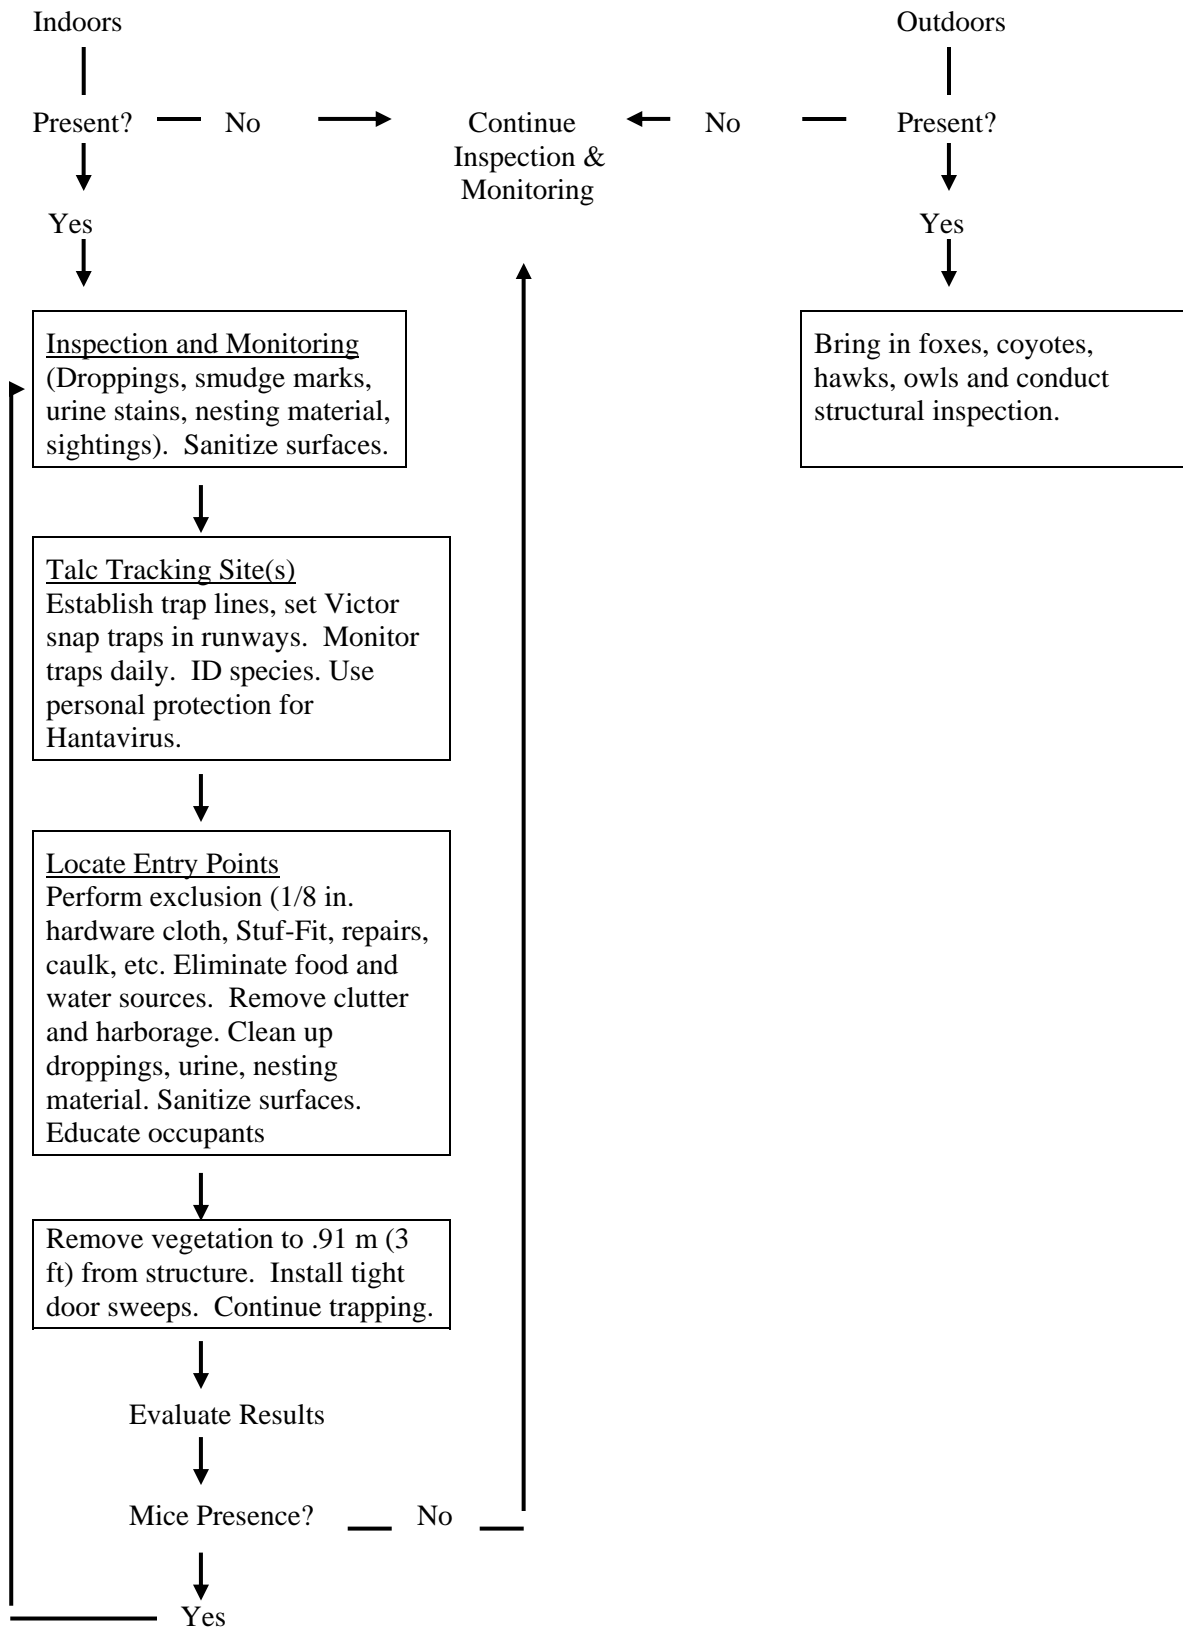 Indoors
Outdoors
Present?
No
Continue
Inspection &
Monitoring
No
Present?
Yes
Yes
Inspection and Monitoring
(Droppings, smudge marks,
urine stains, nesting material,
sightings).  Sanitize surfaces.
Bring in foxes, coyotes,
hawks, owls and conduct
structural inspection.
Talc Tracking Site(s)
Establish trap lines, set Victor
snap traps in runways.  Monitor
traps daily.  ID species. Use
personal protection for
Hantavirus.
Locate Entry Points
Perform exclusion (1/8 in.
hardware cloth, Stuf-Fit, repairs,
caulk, etc. Eliminate food and
water sources.  Remove clutter
and harborage. Clean up
droppings, urine, nesting
material. Sanitize surfaces.
Educate occupants
Remove vegetation to .91 m (3
ft) from structure.  Install tight
door sweeps.  Continue trapping.
Evaluate Results
Mice Presence?
No
Yes